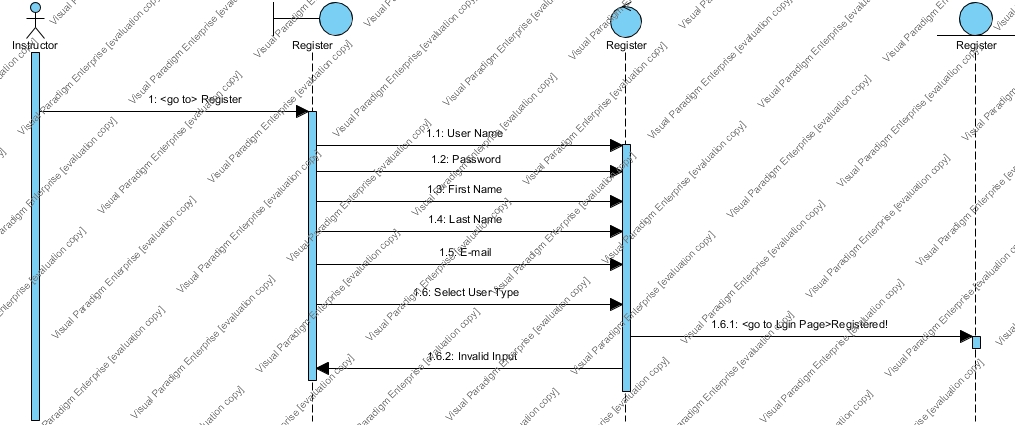 Instructor
Register
Register
Register
1: <go to> Register
1.1: User Name
1.2: Password
1.3: First Name
1.4: Last Name
1.5: E-mail
1.6: Select User Type
1.6.1: <go to Lgin Page>Registered!
1.6.2: Invalid Input
Visual Paradigm Enterprise [evaluation copy]